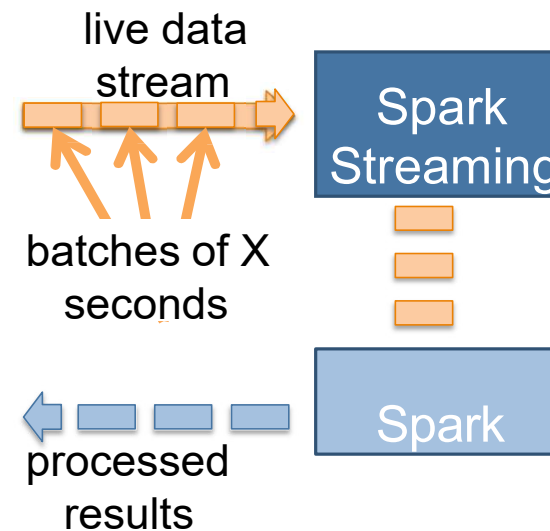 live data
stream
Spark
Streaming
batches of X
seconds
Spark
processed
results